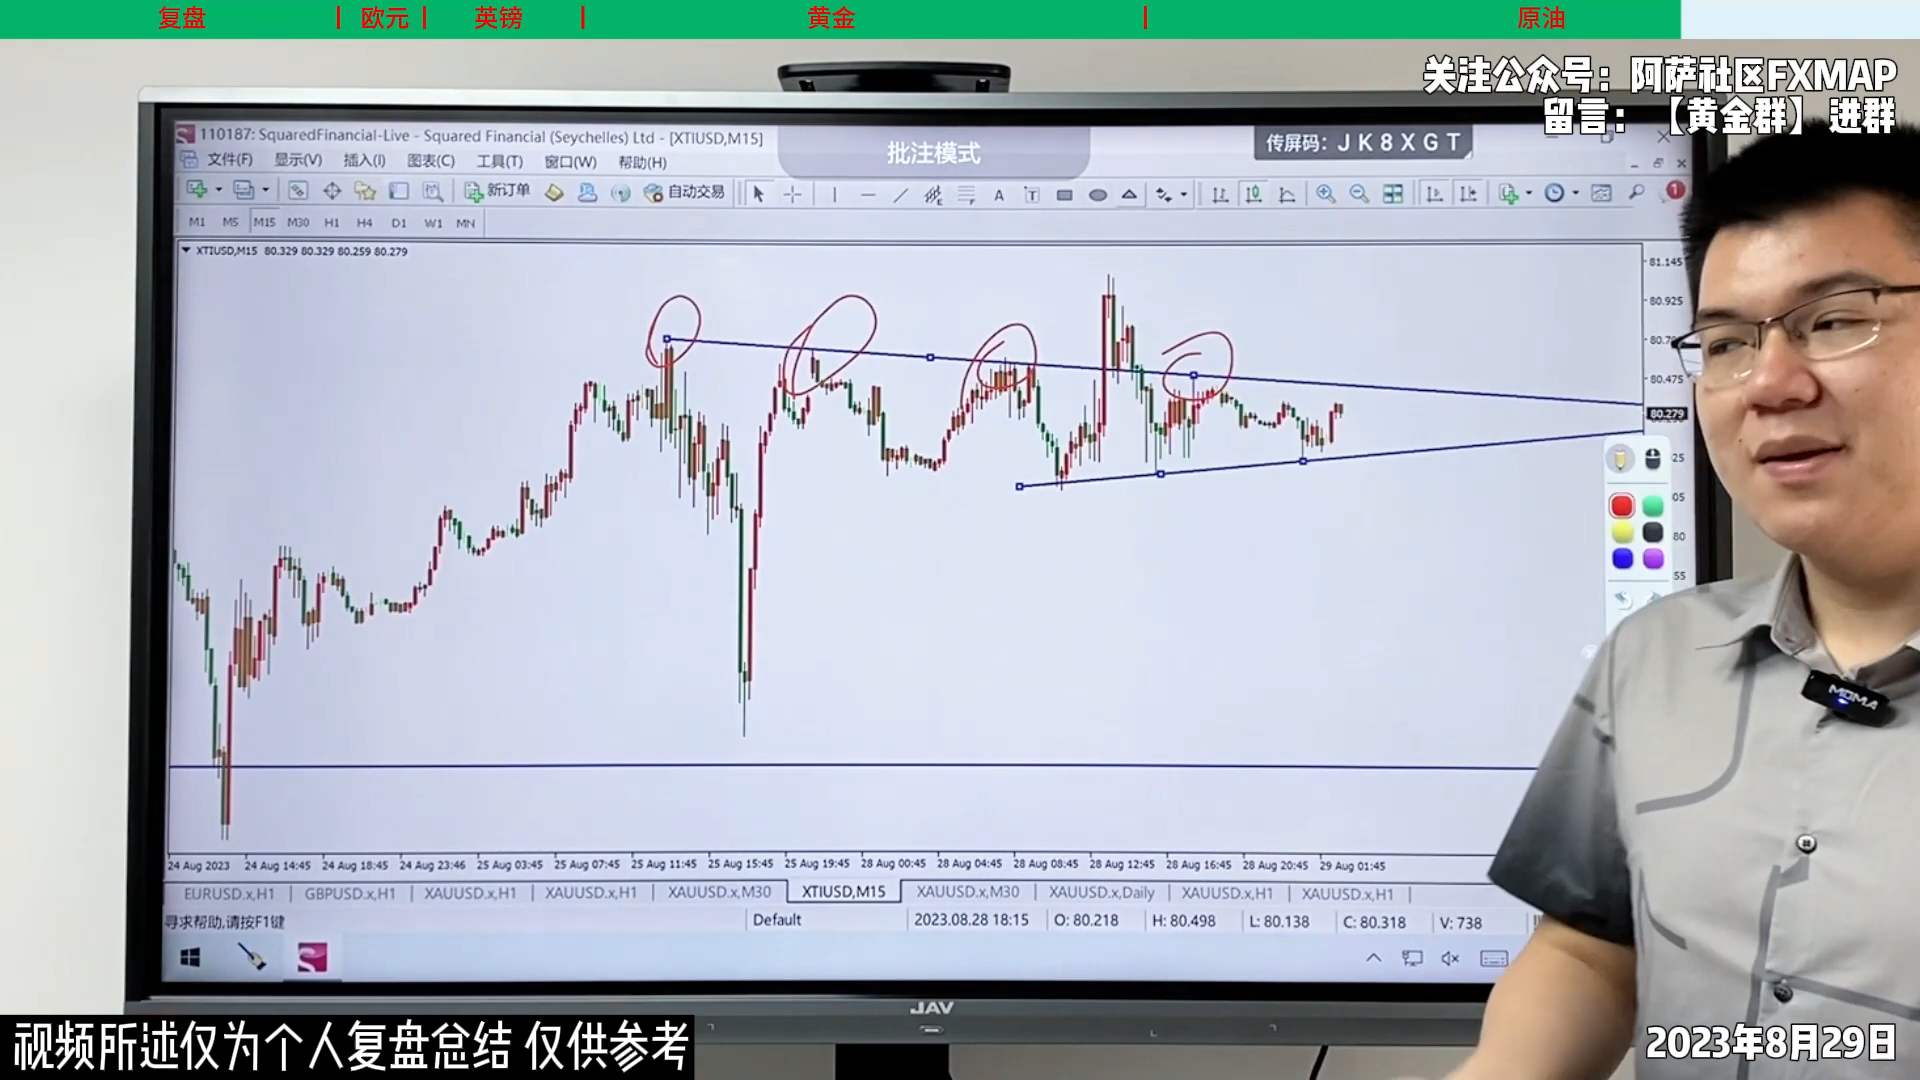 复盘 | 欧元 | 英镑 | 黄金 | 原油
关注公众号：阿萨社区FXMAP
留言：【黄金群】进群
110187: SquaredFinancial-Live - Squared Financial (Seychelles) Ltd - [XTIUSD,M15]
批注模式
传屏码：JK8XGT
文件(F) 显示(V) 插入(I) 图表(C) 工具(T) 窗口(W) 帮助(H)
新订单 自动交易
M1 M5 M15 M30 H1 H4 D1 W1 MN
XTIUSD,M15 80.329 80.329 80.259 80.279
81.145
80.925
80.475
80.279
25
05
80
55
24 Aug 2023 24 Aug 14:45 24 Aug 18:45 24 Aug 23:46 25 Aug 03:45 25 Aug 07:45 25 Aug 11:45 25 Aug 15:45 25 Aug 19:45 28 Aug 00:45 28 Aug 04:45 28 Aug 08:45 28 Aug 12:45 28 Aug 16:45 28 Aug 20:45 29 Aug 01:45
EURUSD.x,H1 GBPUSD.x,H1 XAUUSD.x,H1 XAUUSD.x,H1 XAUUSD.x,M30 XTIUSD,M15 XAUUSD.x,M30 XAUUSD.x,Daily XAUUSD.x,H1 XAUUSD.x,H1
寻求帮助,请按F1键 Default 2023.08.28 18:15 O: 80.218 H: 80.498 L: 80.138 C: 80.318 V: 738
JAV
MOMA
视频所述仅为个人复盘总结 仅供参考
2023年8月29日